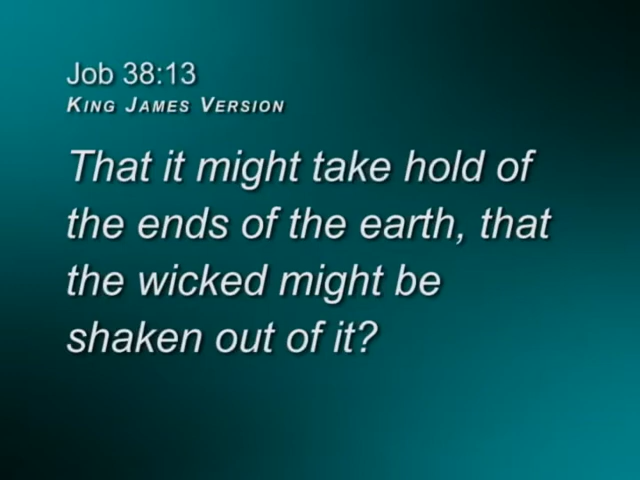 Job 38:13
KING JAMES VERSION
That it might take hold of
the ends of the earth, that
the wicked might be
shaken out of it?